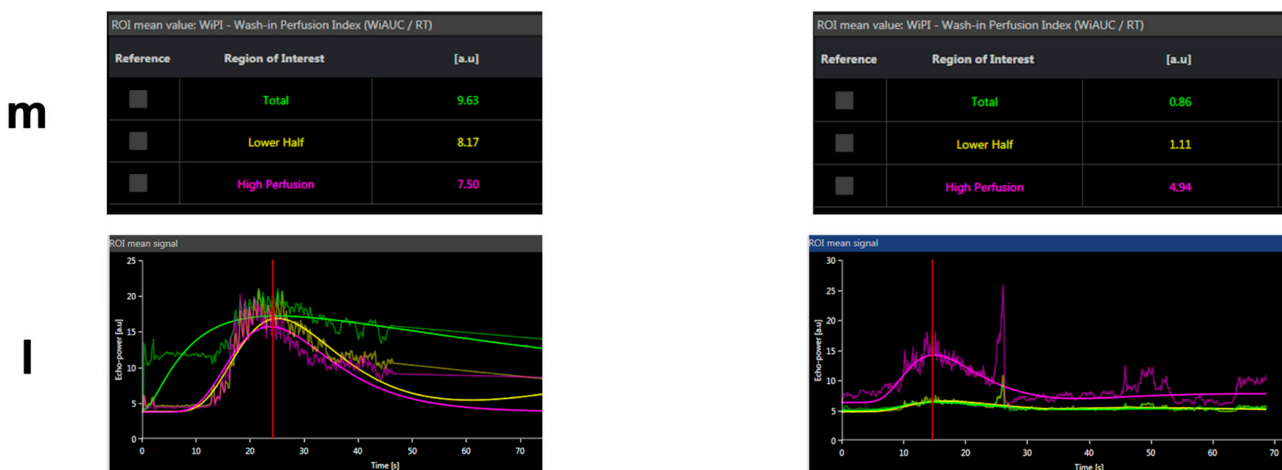 m
ROI mean value: WiPI - Wash-in Perfusion Index (WiAUC / RT)
Reference Region of Interest [a.u]
Total 9.63
Lower Half 8.17
High Perfusion 7.50
ROI mean value: WiPI - Wash-in Perfusion Index (WiAUC / RT)
Reference Region of Interest [a.u]
Total 0.86
Lower Half 1.11
High Perfusion 4.94
l
ROI mean signal
Echo-power [a.u]
25
20
15
10
5
0
0 10 20 30 40 50 60 70
Time [s]
ROI mean signal
Echo-power [a.u]
30
25
20
15
10
5
0
0 10 20 30 40 50 60 70
Time [s]